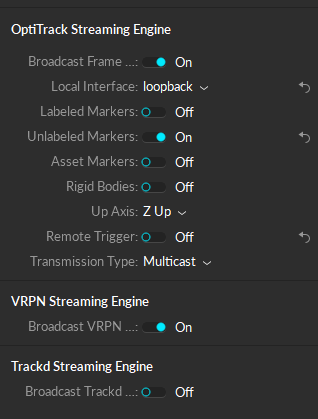 OptiTrack Streaming Engine
Broadcast Frame ...: On
Local Interface: loopback
Labeled Markers: Off
Unlabeled Markers: On
Asset Markers: Off
Rigid Bodies: Off
Up Axis: Z Up
Remote Trigger: Off
Transmission Type: Multicast
VRPN Streaming Engine
Broadcast VRPN ...: On
Trackd Streaming Engine
Broadcast Trackd ...: Off